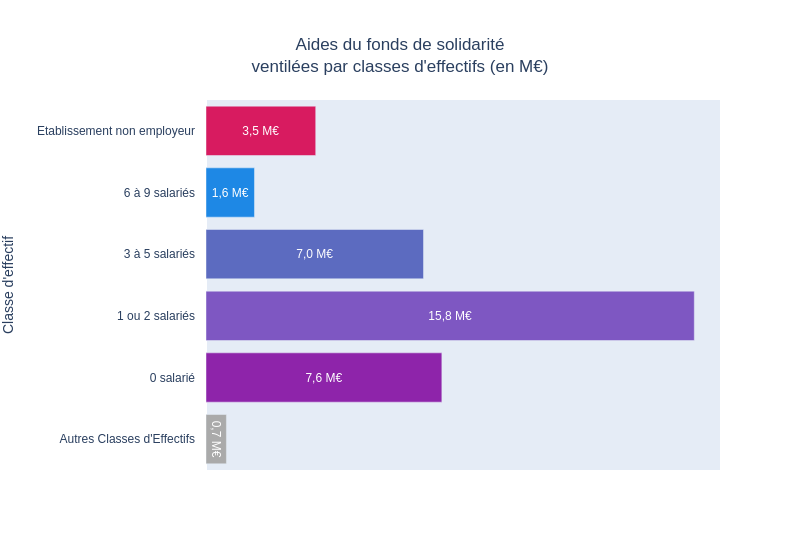 Aides du fonds de solidarité
ventilées par classes d'effectifs (en M€)
Classe d'effectif
Etablissement non employeur
3,5 M€
6 à 9 salariés
1,6 M€
3 à 5 salariés
7,0 M€
1 ou 2 salariés
15,8 M€
0 salarié
7,6 M€
Autres Classes d'Effectifs
0,7 M€